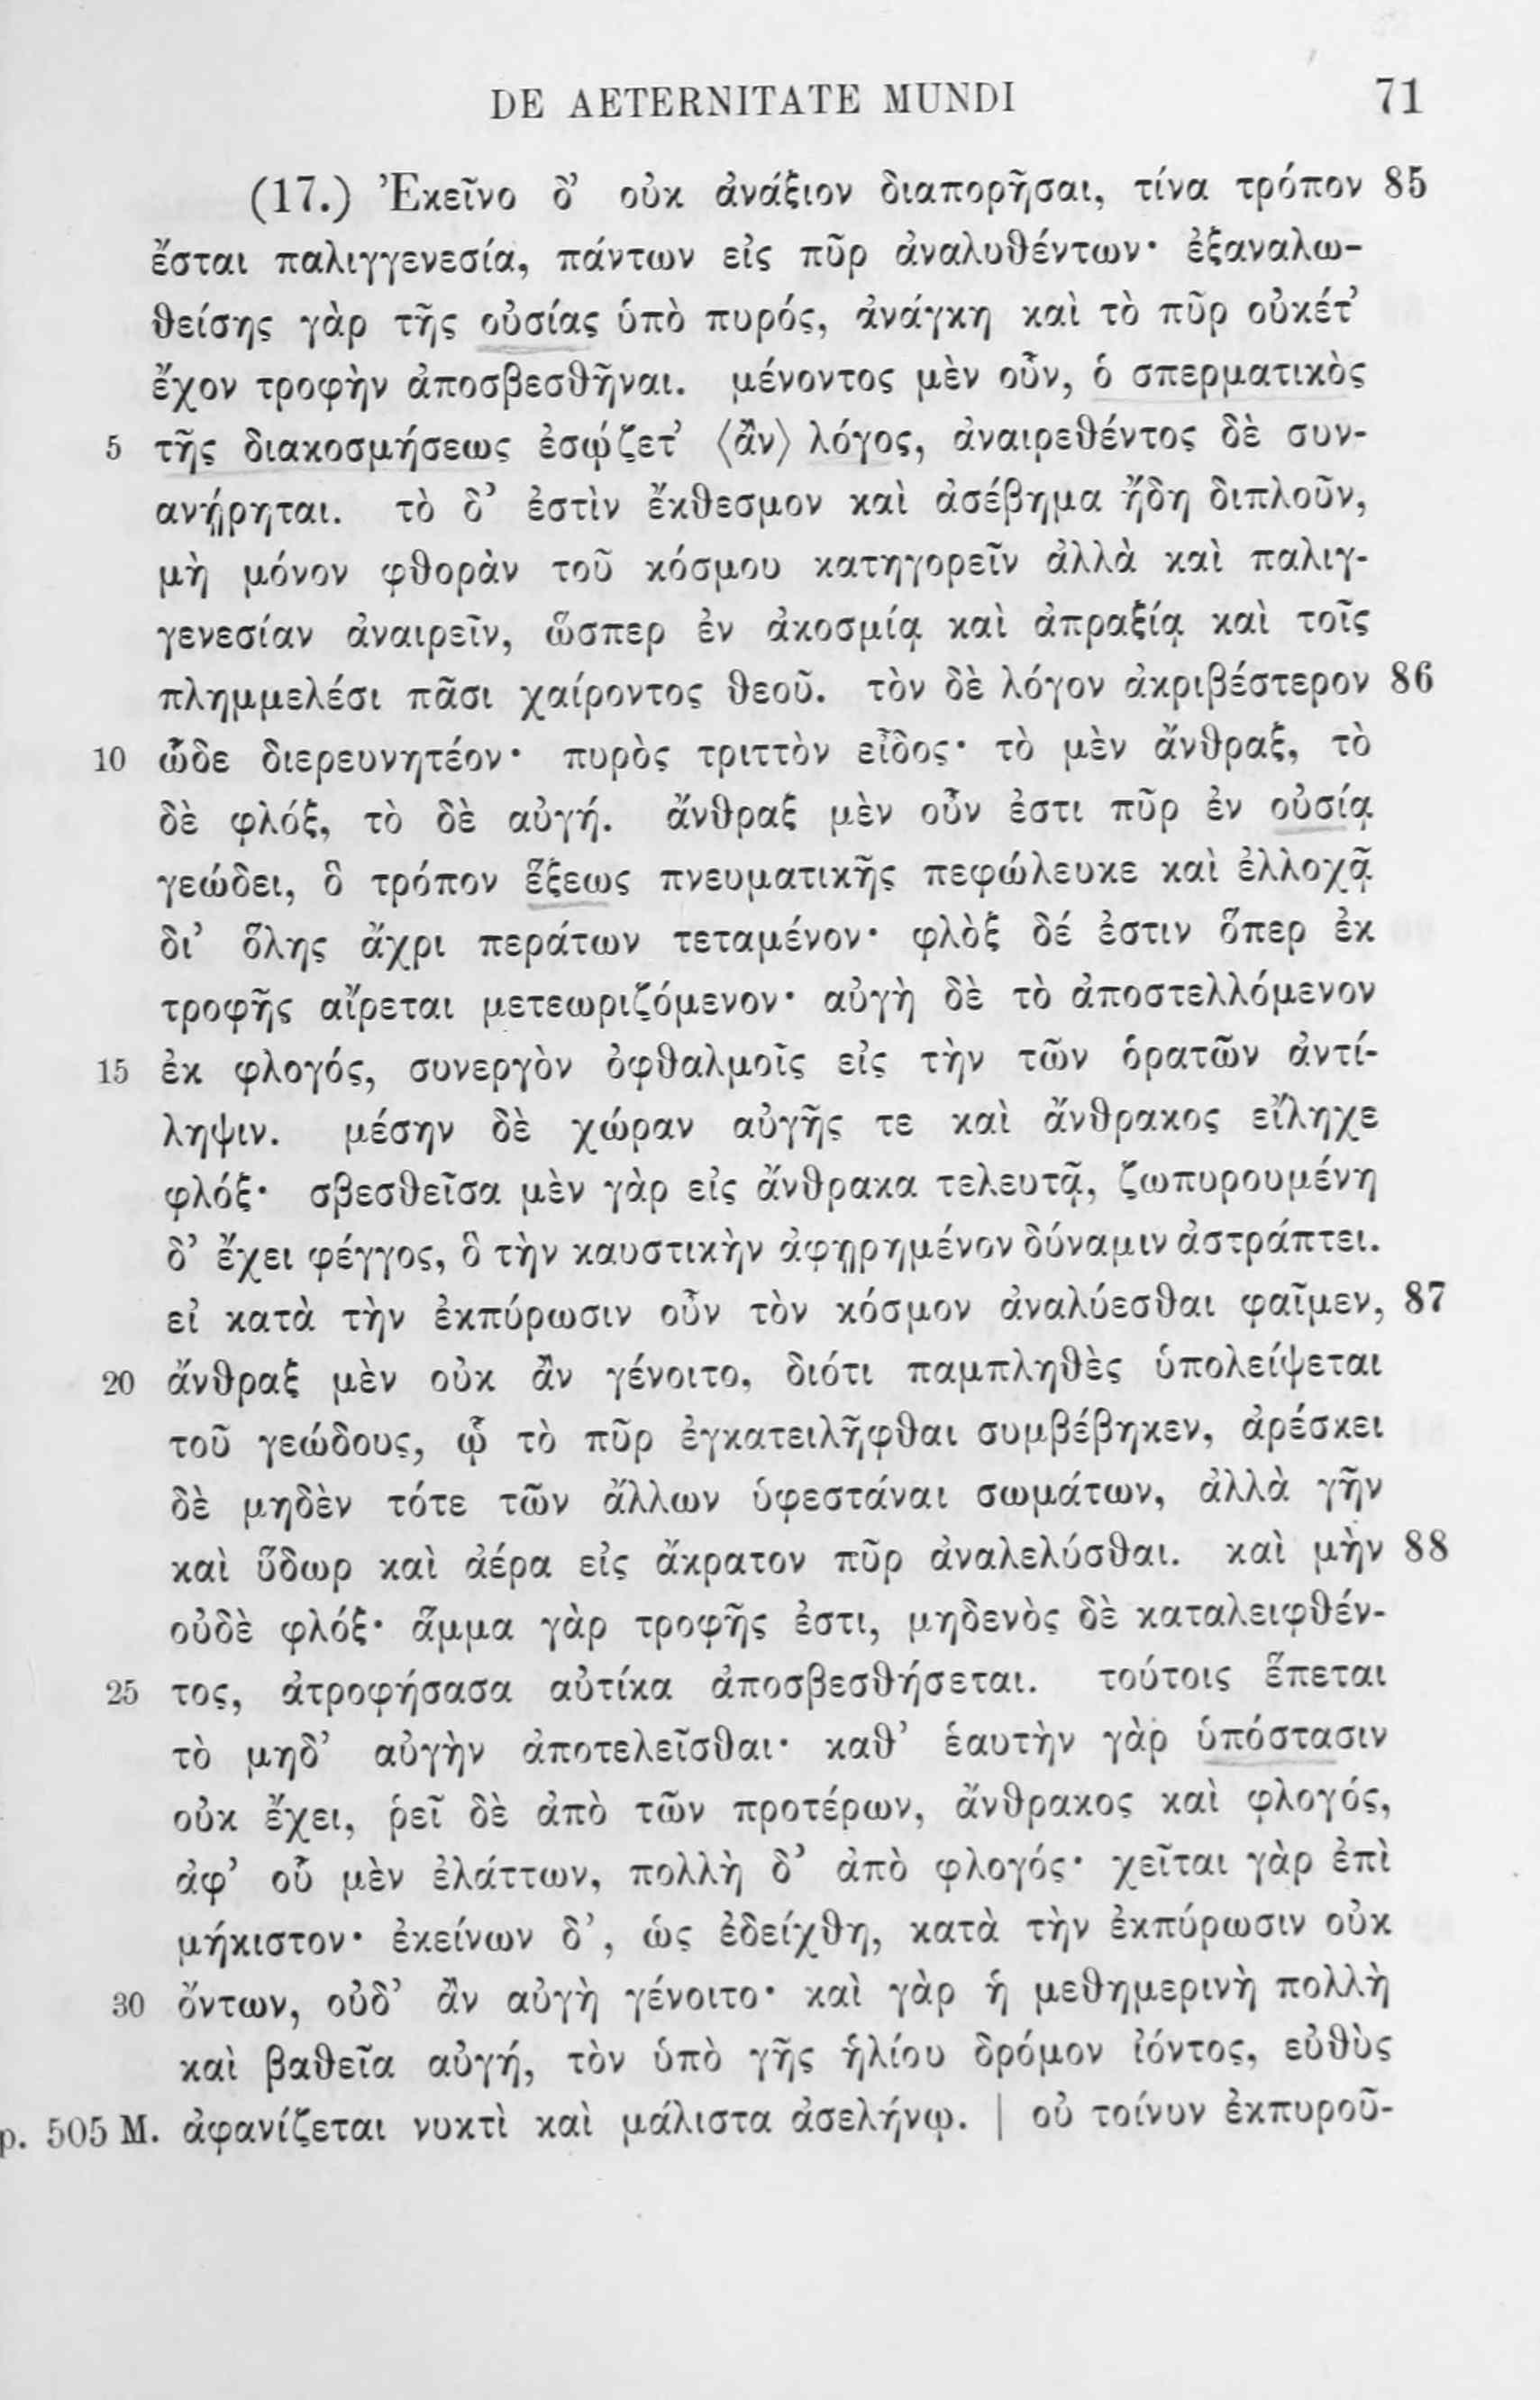 DE AETERNITATE MUNDI 71
(17.) Ἐκεῖνο δ’ οὐκ ἀνάξιον διαπορῆσαι, τίνα τρόπον 85
ἔσται παλιγγενεσία, πάντων εἰς πῦρ ἀναλυθέντων· ἐξαναλω-
θείσης γὰρ τῆς οὐσίας ὑπὸ πυρός, ἀνάγκη καὶ τὸ πῦρ οὐκέτ’
ἔχον τροφὴν ἀποσβεσθῆναι. μένοντος μὲν οὖν, ὁ σπερματικὸς
5 τῆς διακοσμήσεως ἐσῴζετ’ ⟨ἂν⟩ λόγος, ἀναιρεθέντος δὲ συν-
ανῄρηται. τὸ δ’ ἐστὶν ἔκθεσμον καὶ ἀσέβημα ἤδη διπλοῦν,
μὴ μόνον φθορὰν τοῦ κόσμου κατηγορεῖν ἀλλὰ καὶ παλιγ-
γενεσίαν ἀναιρεῖν, ὥσπερ ἐν ἀκοσμίᾳ καὶ ἀπραξίᾳ καὶ τοῖς
πλημμελέσι πᾶσι χαίροντος θεοῦ. τὸν δὲ λόγον ἀκριβέστερον 86
10 ὧδε διερευνητέον· πυρὸς τριττὸν εἶδος· τὸ μὲν ἄνθραξ, τὸ
δὲ φλόξ, τὸ δὲ αὐγή. ἄνθραξ μὲν οὖν ἐστι πῦρ ἐν οὐσίᾳ
γεώδει, ὃ τρόπον ἕξεως πνευματικῆς πεφώλευκε καὶ ἐλλοχᾷ
δι’ ὅλης ἄχρι περάτων τεταμένον· φλὸξ δέ ἐστιν ὅπερ ἐκ
τροφῆς αἴρεται μετεωριζόμενον· αὐγὴ δὲ τὸ ἀποστελλόμενον
15 ἐκ φλογός, συνεργὸν ὀφθαλμοῖς εἰς τὴν τῶν ὁρατῶν ἀντί-
ληψιν. μέσην δὲ χώραν αὐγῆς τε καὶ ἄνθρακος εἴληχε
φλόξ· σβεσθεῖσα μὲν γὰρ εἰς ἄνθρακα τελευτᾷ, ζωπυρουμένη
δ’ ἔχει φέγγος, ὃ τὴν καυστικὴν ἀφῃρημένον δύναμιν ἀστράπτει.
εἰ κατὰ τὴν ἐκπύρωσιν οὖν τὸν κόσμον ἀναλύεσθαι φαῖμεν, 87
20 ἄνθραξ μὲν οὐκ ἂν γένοιτο, διότι παμπληθὲς ὑπολείψεται
τοῦ γεώδους, ᾧ τὸ πῦρ ἐγκατειλῆφθαι συμβέβηκεν, ἀρέσκει
δὲ μηδὲν τότε τῶν ἄλλων ὑφεστάναι σωμάτων, ἀλλὰ γῆν
καὶ ὕδωρ καὶ ἀέρα εἰς ἄκρατον πῦρ ἀναλελύσθαι. καὶ μὴν 88
οὐδὲ φλόξ· ἅμμα γὰρ τροφῆς ἐστι, μηδενὸς δὲ καταλειφθέν-
25 τος, ἀτροφήσασα αὐτίκα ἀποσβεσθήσεται. τούτοις ἕπεται
τὸ μηδ’ αὐγὴν ἀποτελεῖσθαι· καθ’ ἑαυτὴν γὰρ ὑπόστασιν
οὐκ ἔχει, ῥεῖ δὲ ἀπὸ τῶν προτέρων, ἄνθρακος καὶ φλογός,
ἀφ’ οὗ μὲν ἐλάττων, πολλὴ δ’ ἀπὸ φλογός· χεῖται γὰρ ἐπὶ
μήκιστον· ἐκείνων δ’, ὡς ἐδείχθη, κατὰ τὴν ἐκπύρωσιν οὐκ
30 ὄντων, οὐδ’ ἂν αὐγὴ γένοιτο· καὶ γὰρ ἡ μεθημερινὴ πολλὴ
καὶ βαθεῖα αὐγή, τὸν ὑπὸ γῆς ἡλίου δρόμον ἰόντος, εὐθὺς
p. 505 M. ἀφανίζεται νυκτὶ καὶ μάλιστα ἀσελήνῳ. | οὐ τοίνυν ἐκπυροῦ-